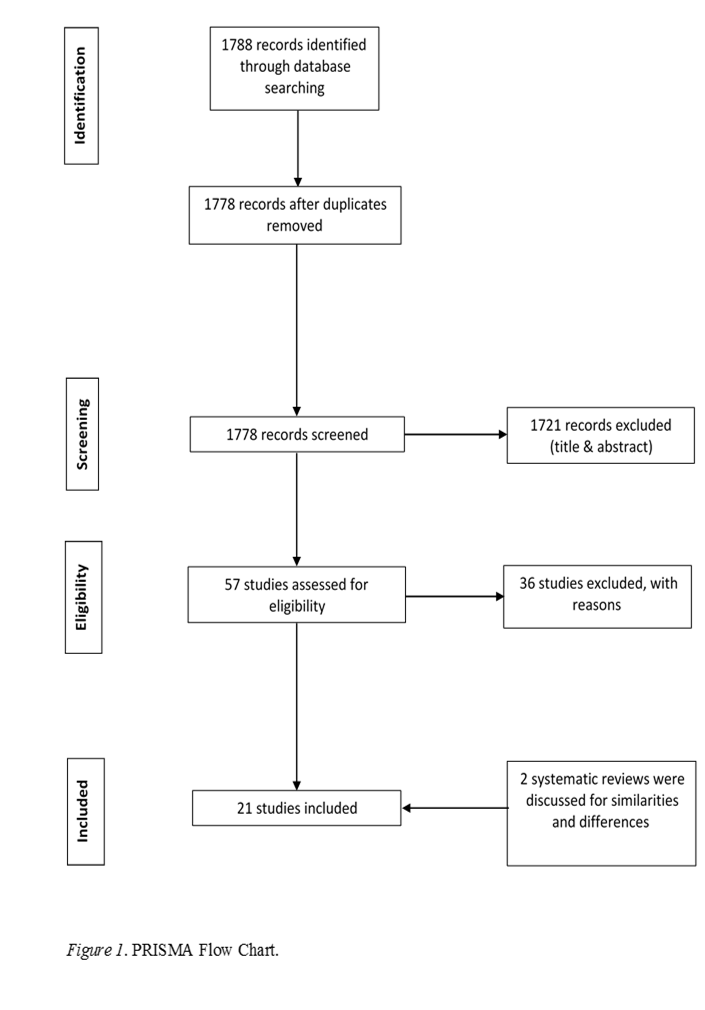 Identification
1788 records identified
through database
searching
1778 records after duplicates
removed
Screening
1778 records screened
1721 records excluded
(title & abstract)
Eligibility
57 studies assessed for
eligibility
36 studies excluded, with
reasons
Included
21 studies included
2 systematic reviews were
discussed for similarities
and differences
Figure 1. PRISMA Flow Chart.